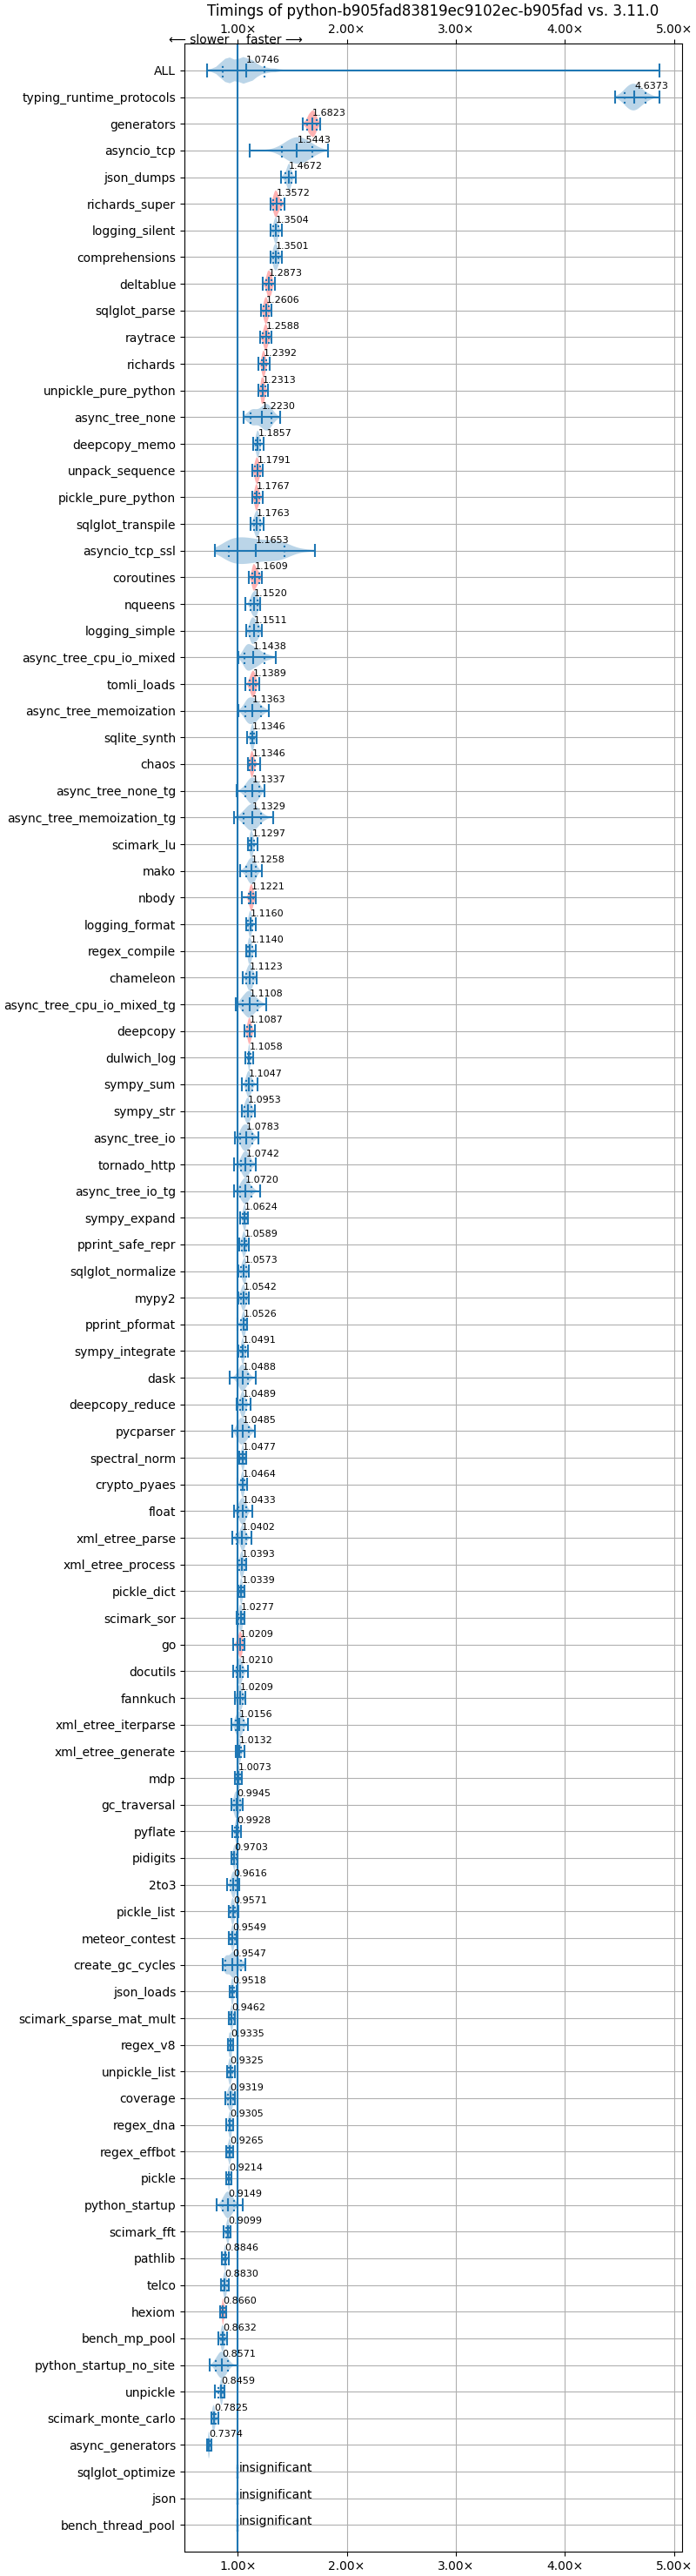 Timings of python-b905fad83819ec9102ec-b905fad vs. 3.11.0
1.00× 2.00× 3.00× 4.00× 5.00×
⟵ slower faster ⟶
ALL 1.0746
typing_runtime_protocols 4.6373
generators 1.6823
asyncio_tcp 1.5443
json_dumps 1.4672
richards_super 1.3572
logging_silent 1.3504
comprehensions 1.3501
deltablue 1.2873
sqlglot_parse 1.2606
raytrace 1.2588
richards 1.2392
unpickle_pure_python 1.2313
async_tree_none 1.2230
deepcopy_memo 1.1857
unpack_sequence 1.1791
pickle_pure_python 1.1767
sqlglot_transpile 1.1763
asyncio_tcp_ssl 1.1653
coroutines 1.1609
nqueens 1.1520
logging_simple 1.1511
async_tree_cpu_io_mixed 1.1438
tomli_loads 1.1389
async_tree_memoization 1.1363
sqlite_synth 1.1346
chaos 1.1346
async_tree_none_tg 1.1337
async_tree_memoization_tg 1.1329
scimark_lu 1.1297
mako 1.1258
nbody 1.1221
logging_format 1.1160
regex_compile 1.1140
chameleon 1.1123
async_tree_cpu_io_mixed_tg 1.1108
deepcopy 1.1087
dulwich_log 1.1058
sympy_sum 1.1047
sympy_str 1.0953
async_tree_io 1.0783
tornado_http 1.0742
async_tree_io_tg 1.0720
sympy_expand 1.0624
pprint_safe_repr 1.0589
sqlglot_normalize 1.0573
mypy2 1.0542
pprint_pformat 1.0526
sympy_integrate 1.0491
dask 1.0488
deepcopy_reduce 1.0489
pycparser 1.0485
spectral_norm 1.0477
crypto_pyaes 1.0464
float 1.0433
xml_etree_parse 1.0402
xml_etree_process 1.0393
pickle_dict 1.0339
scimark_sor 1.0277
go 1.0209
docutils 1.0210
fannkuch 1.0209
xml_etree_iterparse 1.0156
xml_etree_generate 1.0132
mdp 1.0073
gc_traversal 0.9945
pyflate 0.9928
pidigits 0.9703
2to3 0.9616
pickle_list 0.9571
meteor_contest 0.9549
create_gc_cycles 0.9547
json_loads 0.9518
scimark_sparse_mat_mult 0.9462
regex_v8 0.9335
unpickle_list 0.9325
coverage 0.9319
regex_dna 0.9305
regex_effbot 0.9265
pickle 0.9214
python_startup 0.9149
scimark_fft 0.9099
pathlib 0.8846
telco 0.8830
hexiom 0.8660
bench_mp_pool 0.8632
python_startup_no_site 0.8571
unpickle 0.8459
scimark_monte_carlo 0.7825
async_generators 0.7374
sqlglot_optimize insignificant
json insignificant
bench_thread_pool insignificant
1.00× 2.00× 3.00× 4.00× 5.00×